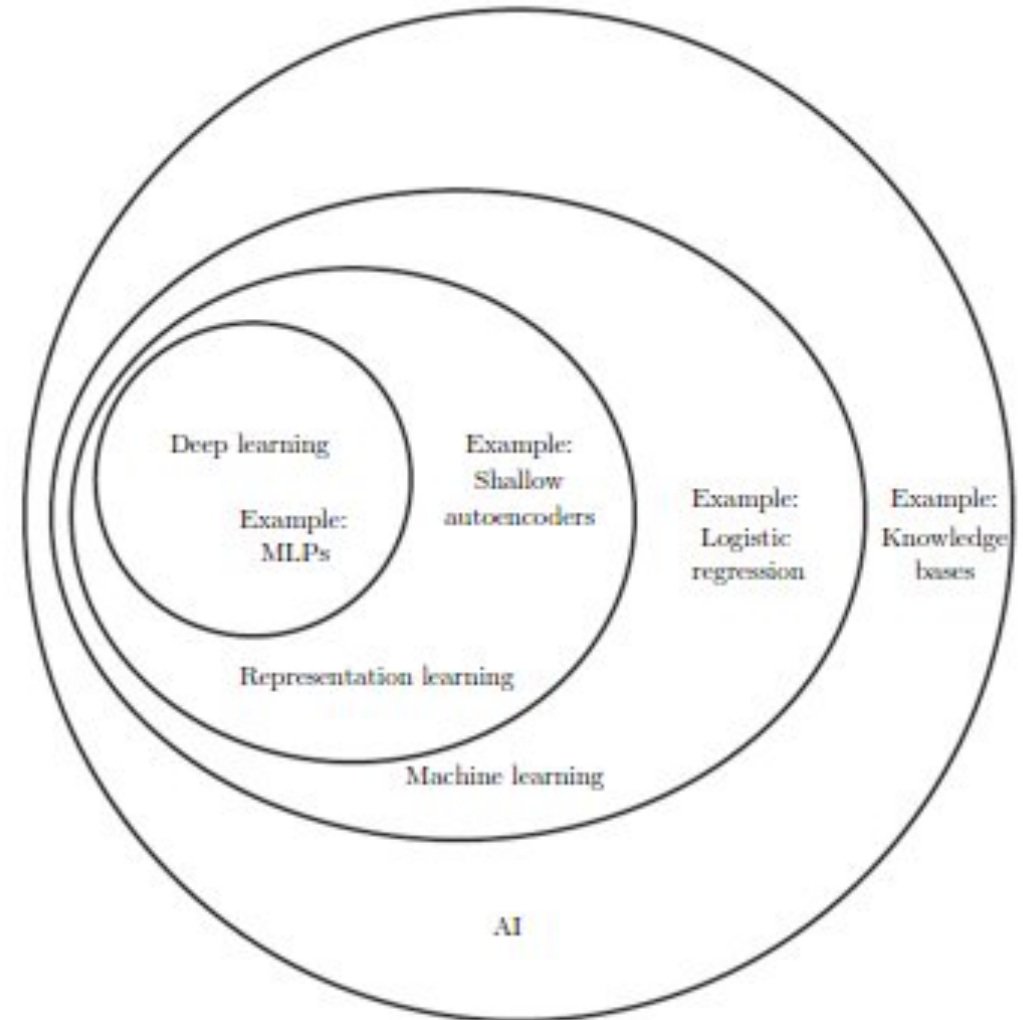 Deep learning
Example:
MLPs
Example:
Shallow
autoencoders
Example:
Logistic
regression
Example:
Knowledge
bases
Representation learning
Machine learning
AI